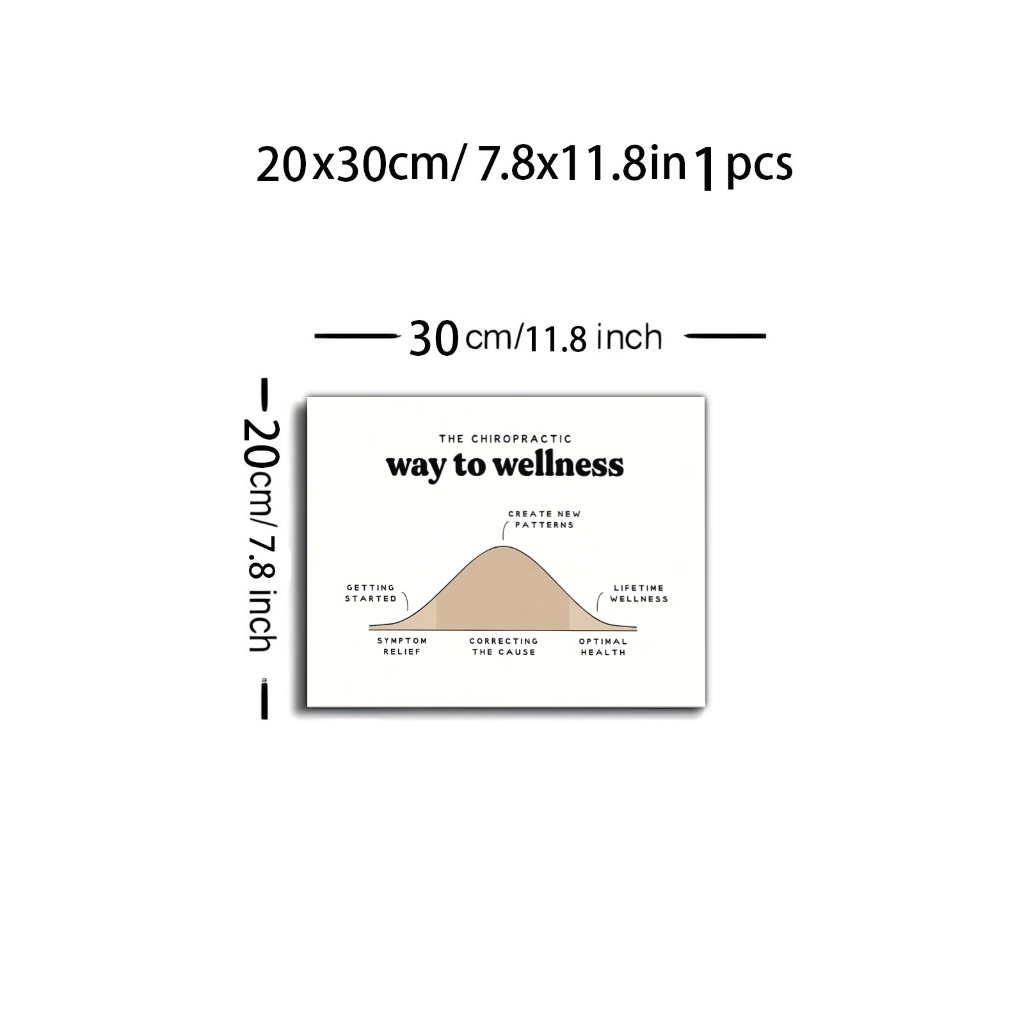 20x30cm/ 7.8x11.8in 1 pcs
30 cm/11.8 inch
20cm/ 7.8 inch
THE CHIROPRACTIC
way to wellness
CREATE NEW
PATTERNS
GETTING
STARTED
LIFETIME
WELLNESS
SYMPTOM
RELIEF
CORRECTING
THE CAUSE
OPTIMAL
HEALTH